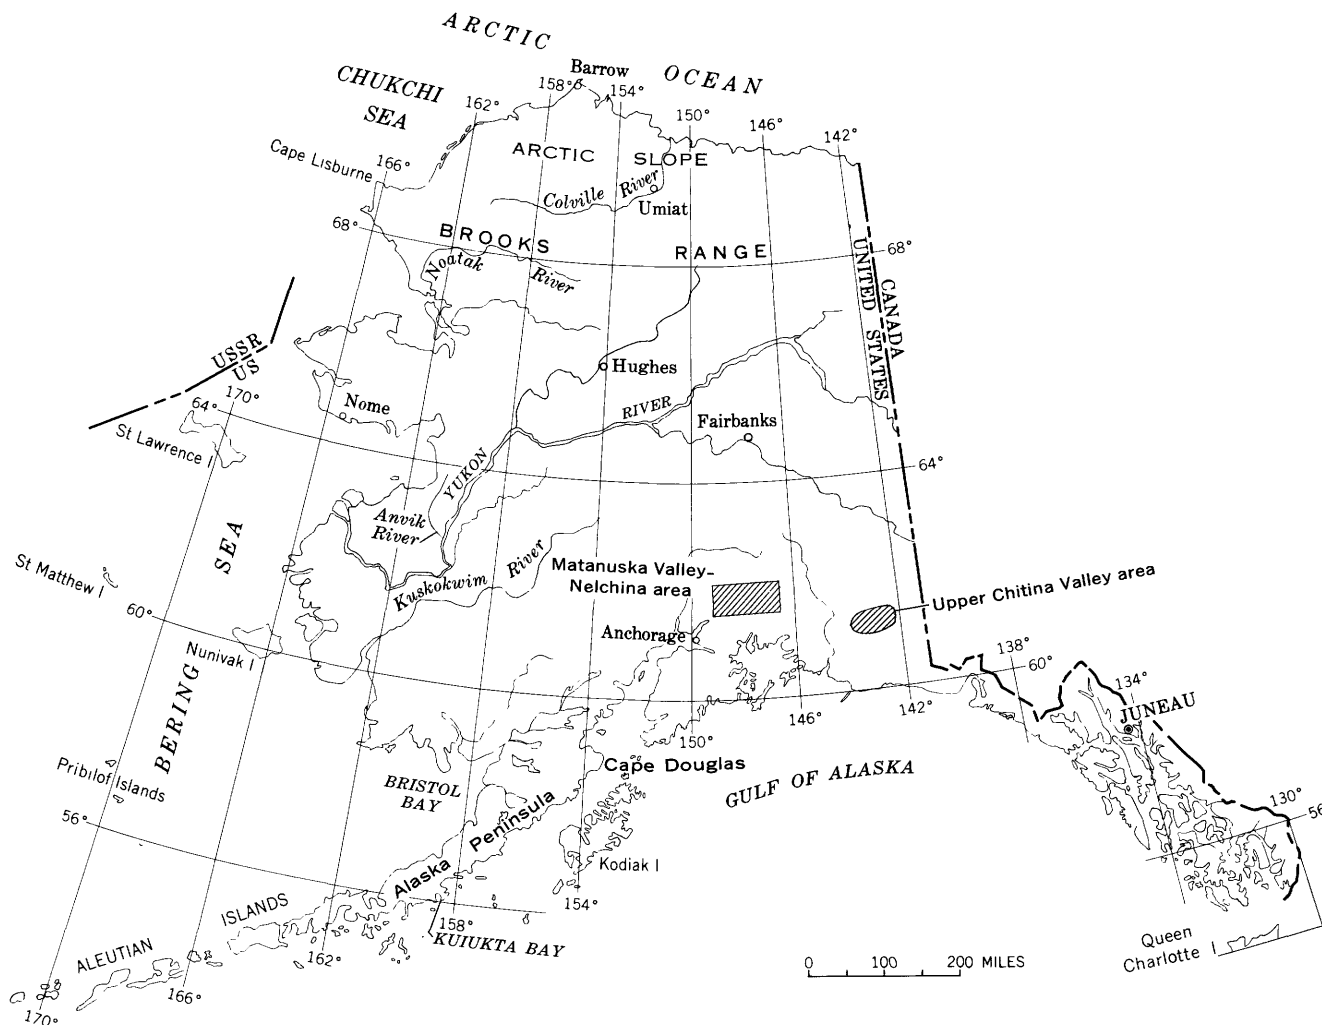 ARCTIC OCEAN
Barrow
CHUKCHI
SEA
158°
154°
162°
150°
146°
142°
Cape Lisburne
166°
ARCTIC SLOPE
Colville River
Umiat
68°
BROOKS RANGE
68°
Noatak River
UNITED STATES
CANADA
USSR
US
Hughes
170°
64°
Nome
RIVER
Fairbanks
St Lawrence I
YUKON
64°
Anvik
River
BERING SEA
Kuskokwim River
St Matthew I
Matanuska Valley-
Nelchina area
Upper Chitina Valley area
60°
Anchorage
Nunivak I
138°
60°
134°
JUNEAU
146°
142°
150°
Cape Douglas
Pribilof Islands
BRISTOL
BAY
GULF OF ALASKA
56°
Alaska Peninsula
130°
56°
Kodiak I
154°
158°
KUIUKTA BAY
ALEUTIAN ISLANDS
162°
166°
170°
Queen
Charlotte I
0 100 200 MILES